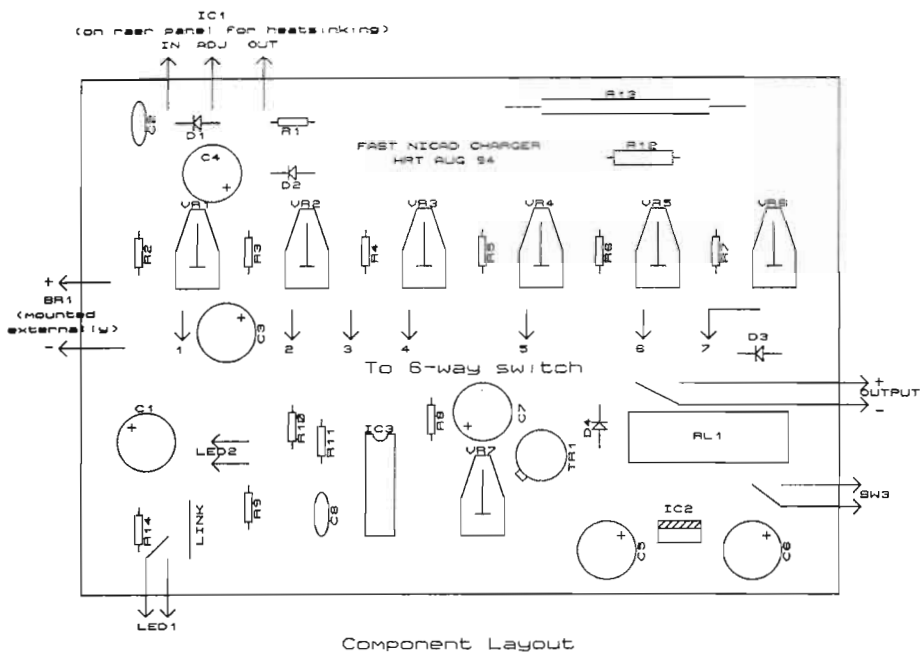 IC1
(on raer panel for heatsinking)
IN ADJ OUT
R13
C2
D1
R1
FAST NICAD CHARGER
HRT AUG 94
R12
C4
D2
VR1 VR2 VR3 VR4 VR5 VR6
R2 R3 R4 R5 R6 R7
+
BR1
(mounted
externally)
-
C3
1 2 3 4 5 6 7
D3
To 6-way switch
+
OUTPUT
-
C1
R10
R11
IC3
R8
C7
TR1
D4
RL1
LED2
VR7
SW3
R14
LINK
R9
C8
IC2
C5
C6
LED1
Component Layout